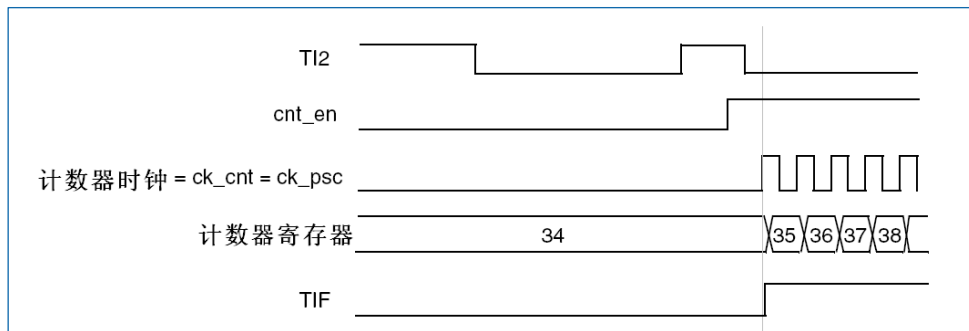 TI2
cnt_en
计数器时钟 = ck_cnt = ck_psc
计数器寄存器 34 35 36 37 38
TIF